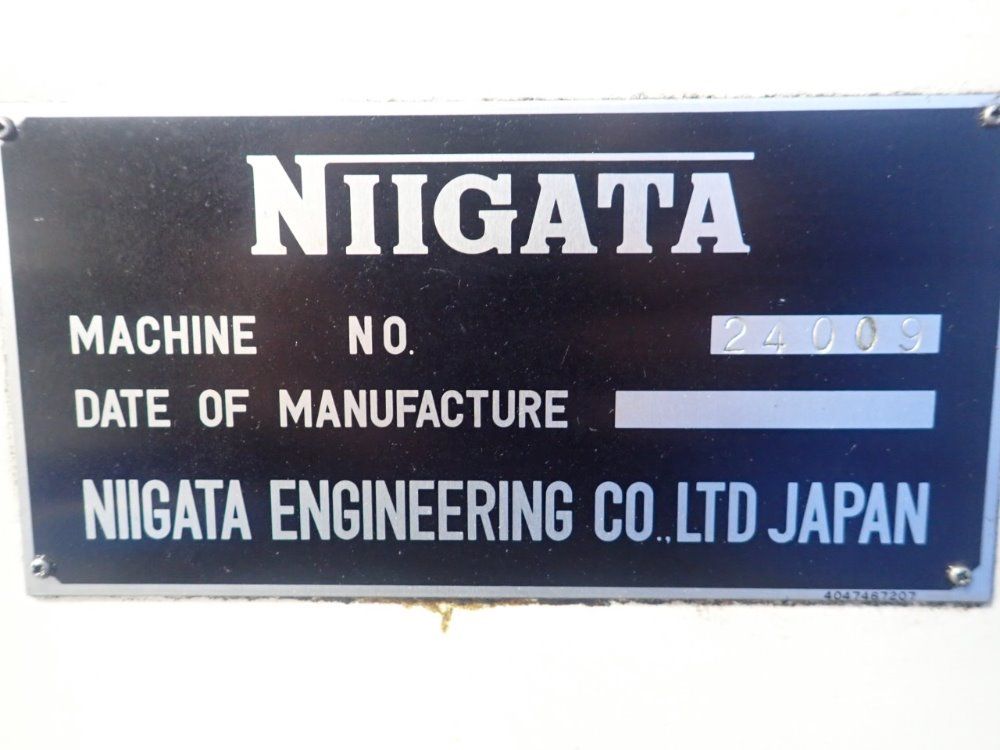 NIIGATA
MACHINE NO. 24009
DATE OF MANUFACTURE
NIIGATA ENGINEERING CO.,LTD JAPAN
4047467207